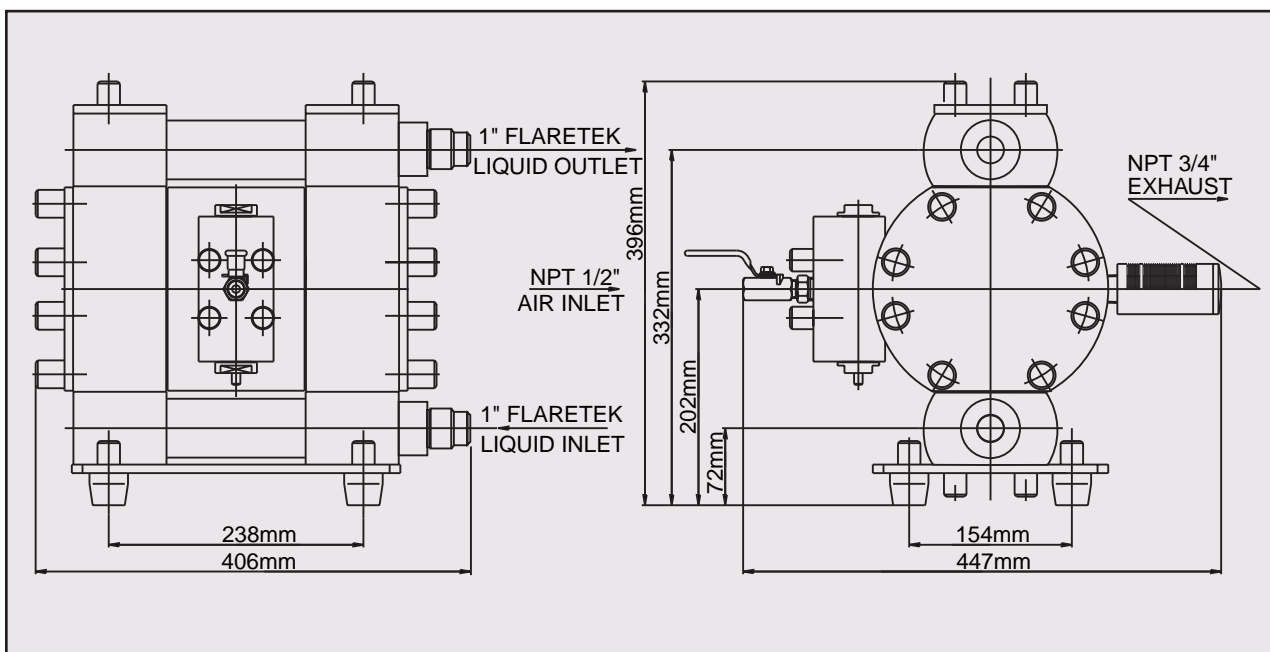 1" FLARETEK
LIQUID OUTLET
NPT 1/2"
AIR INLET
1" FLARETEK
LIQUID INLET
238mm
406mm
396mm
332mm
202mm
72mm
NPT 3/4"
EXHAUST
154mm
447mm